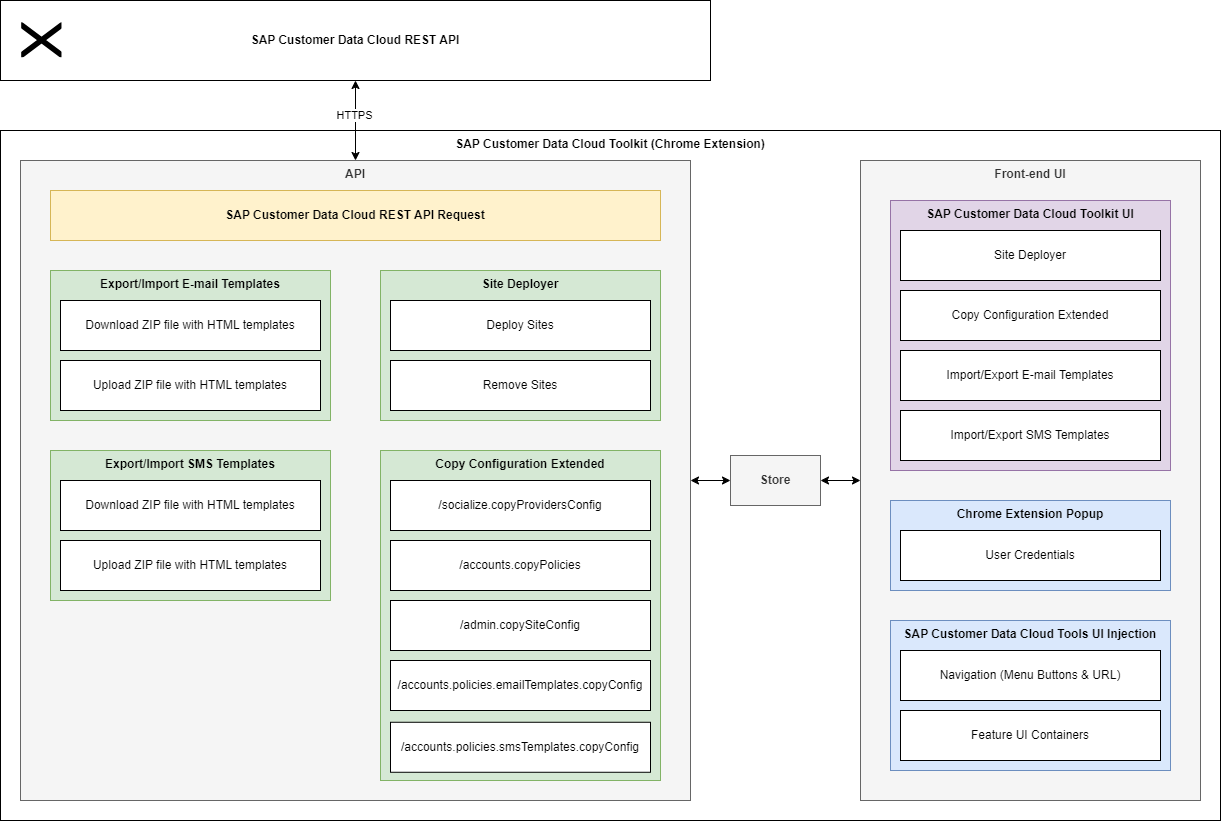 SAP Customer Data Cloud REST API
HTTPS
SAP Customer Data Cloud Toolkit (Chrome Extension)
API
SAP Customer Data Cloud REST API Request
Export/Import E-mail Templates
Download ZIP file with HTML templates
Upload ZIP file with HTML templates
Site Deployer
Deploy Sites
Remove Sites
Export/Import SMS Templates
Download ZIP file with HTML templates
Upload ZIP file with HTML templates
Copy Configuration Extended
/socialize.copyProvidersConfig
/accounts.copyPolicies
/admin.copySiteConfig
/accounts.policies.emailTemplates.copyConfig
/accounts.policies.smsTemplates.copyConfig
Store
Front-end UI
SAP Customer Data Cloud Toolkit UI
Site Deployer
Copy Configuration Extended
Import/Export E-mail Templates
Import/Export SMS Templates
Chrome Extension Popup
User Credentials
SAP Customer Data Cloud Tools UI Injection
Navigation (Menu Buttons & URL)
Feature UI Containers